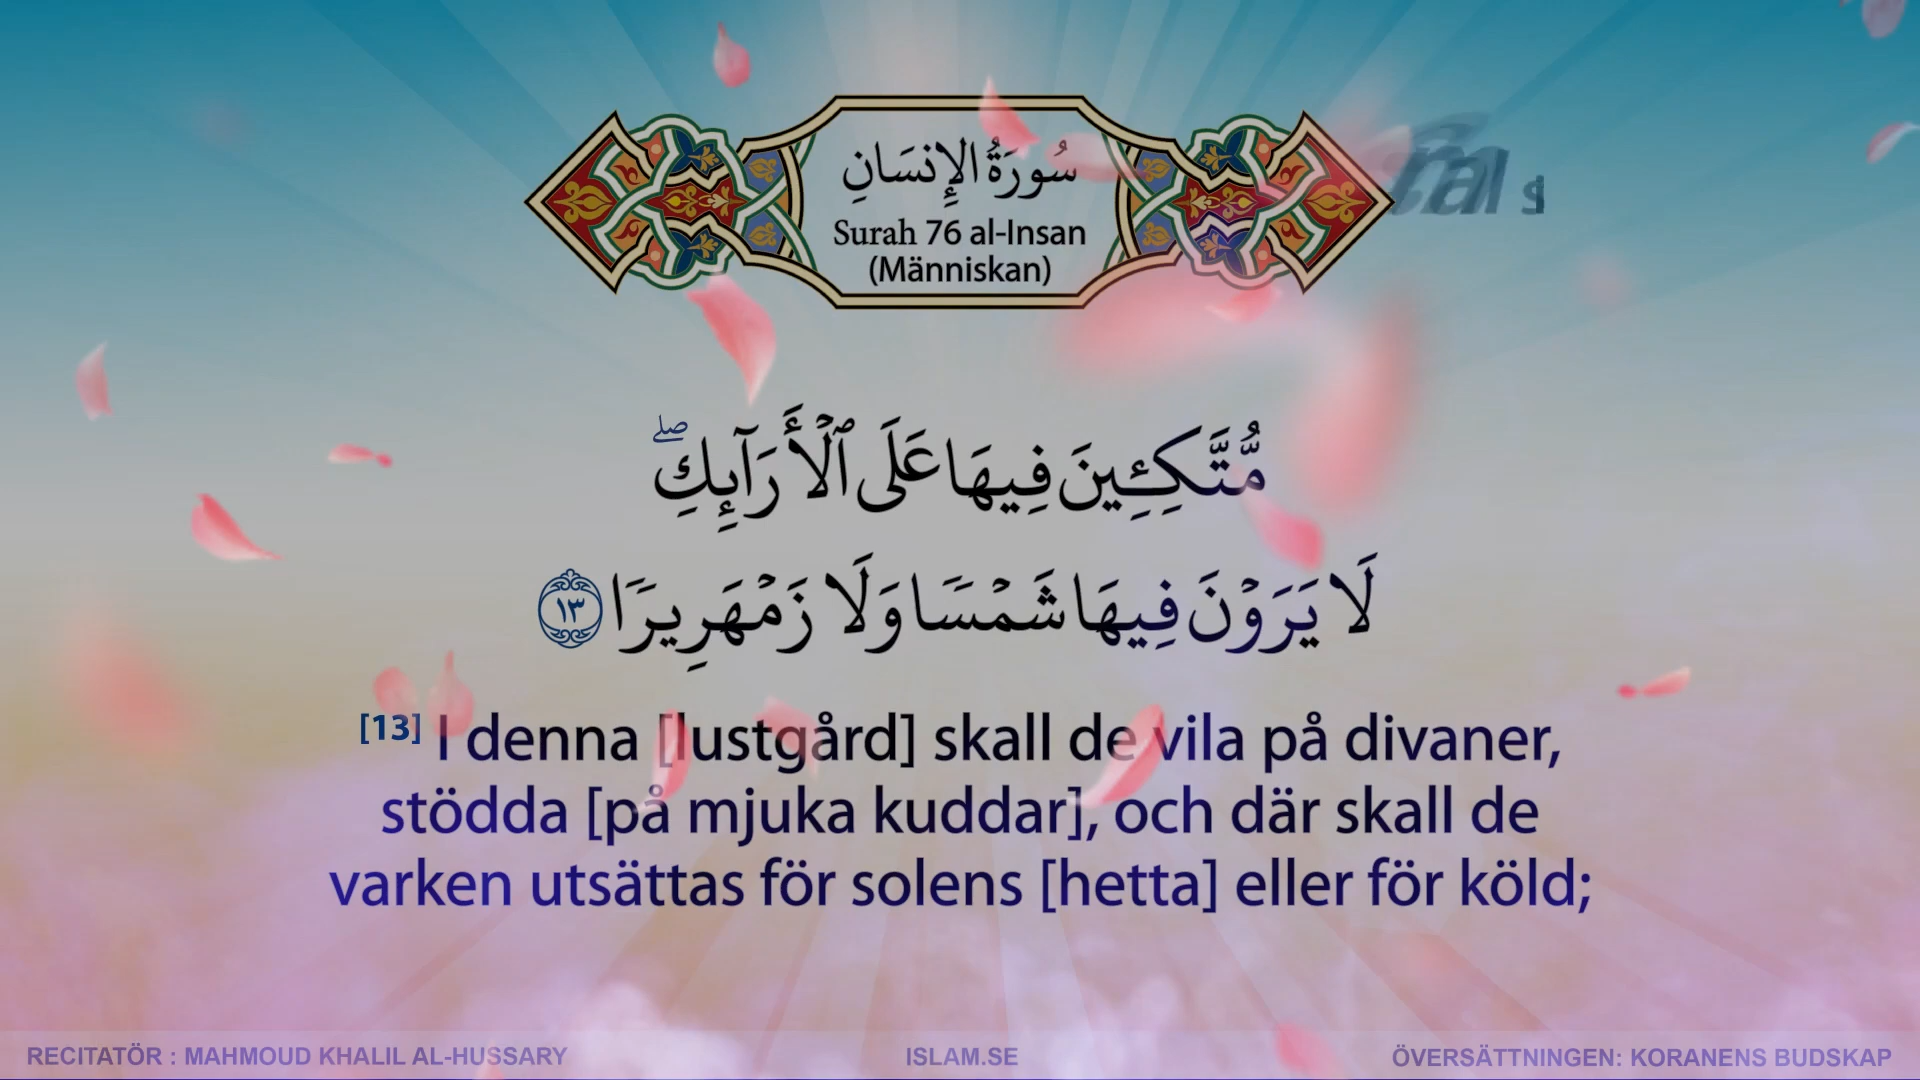 سُورَةُ الإِنسَانِ
Surah 76 al-Insan
(Människan)
مُّتَّكِـِٔينَ فِيهَا عَلَى ٱلْأَرَآئِكِ ۖ
لَا يَرَوْنَ فِيهَا شَمْسًا وَلَا زَمْهَرِيرًا ١٣
[13] I denna [lustgård] skall de vila på divaner,
stödda [på mjuka kuddar], och där skall de
varken utsättas för solens [hetta] eller för köld;
RECITATÖR : MAHMOUD KHALIL AL-HUSSARY
ISLAM.SE
ÖVERSÄTTNINGEN: KORANENS BUDSKAP